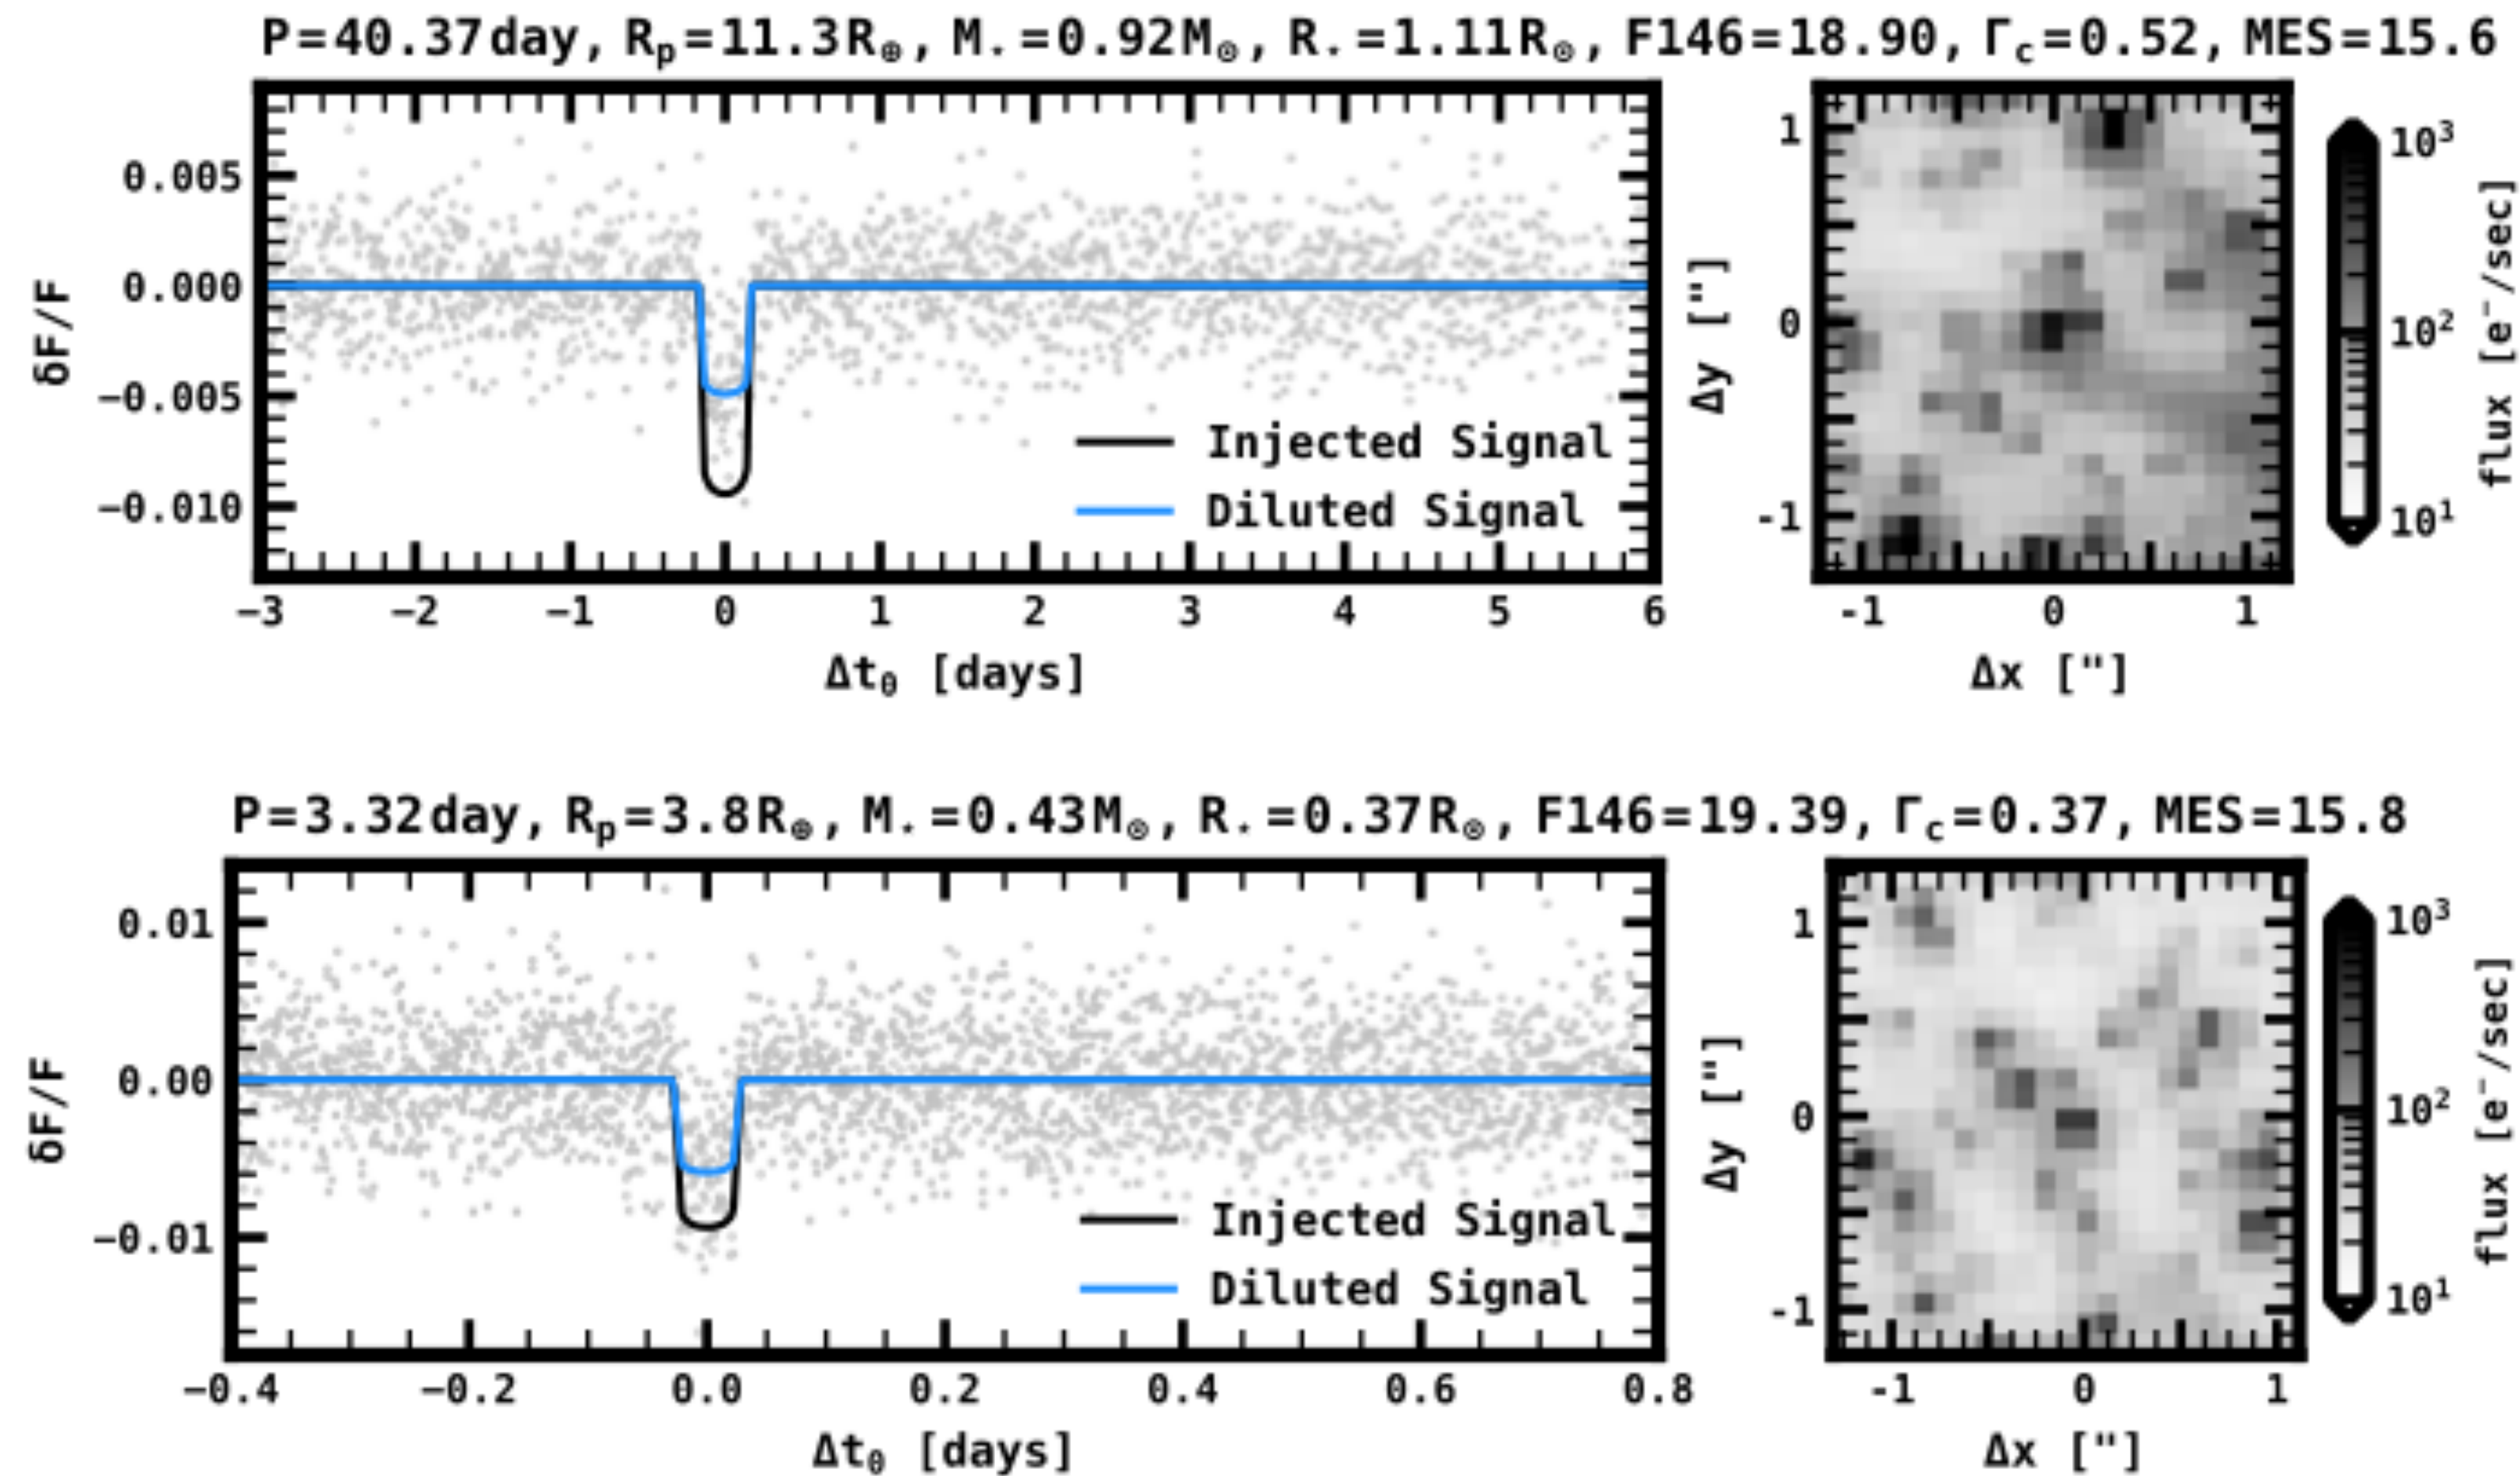 P=40.37day, Rₚ=11.3R⊕, M⋆=0.92M⊙, R⋆=1.11R⊙, F146=18.90, Γc=0.52, MES=15.6
δF/F
0.005
0.000
−0.005
−0.010
Injected Signal
Diluted Signal
−3 −2 −1 0 1 2 3 4 5 6
Δt₀ [days]
Δy ["]
1
0
-1
-1 0 1
Δx ["]
10³
10²
10¹
flux [e⁻/sec]
P=3.32day, Rₚ=3.8R⊕, M⋆=0.43M⊙, R⋆=0.37R⊙, F146=19.39, Γc=0.37, MES=15.8
δF/F
0.01
0.00
−0.01
Injected Signal
Diluted Signal
−0.4 −0.2 0.0 0.2 0.4 0.6 0.8
Δt₀ [days]
Δy ["]
1
0
-1
-1 0 1
Δx ["]
10³
10²
10¹
flux [e⁻/sec]